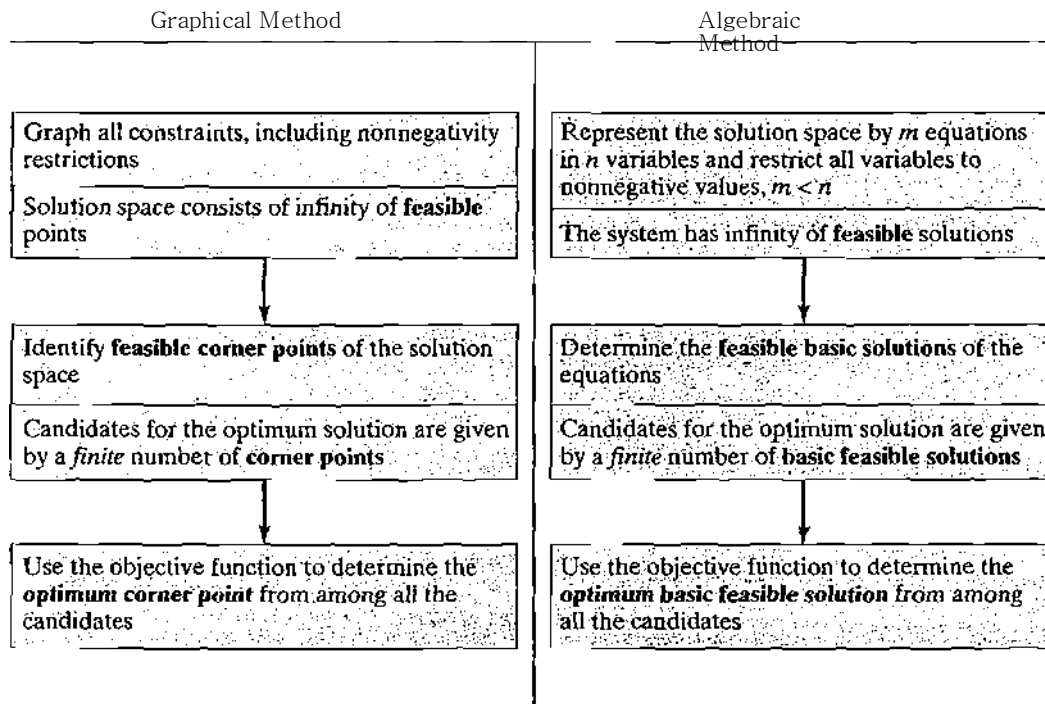 Graphical Method
Graph all constraints, including nonnegativity
restrictions
Solution space consists of infinity of feasible
points
Identify feasible corner points of the solution
space
Candidates for the optimum solution are given
by a finite number of corner points
Use the objective function to determine the
optimum corner point from among all the
candidates
Algebraic
Method
Represent the solution space by m equations
in n variables and restrict all variables to
nonnegative values, m < n
The system has infinity of feasible solutions
Determine the feasible basic solutions of the
equations
Candidates for the optimum solution are given
by a finite number of basic feasible solutions
Use the objective function to determine the
optimum basic feasible solution from among
all the candidates